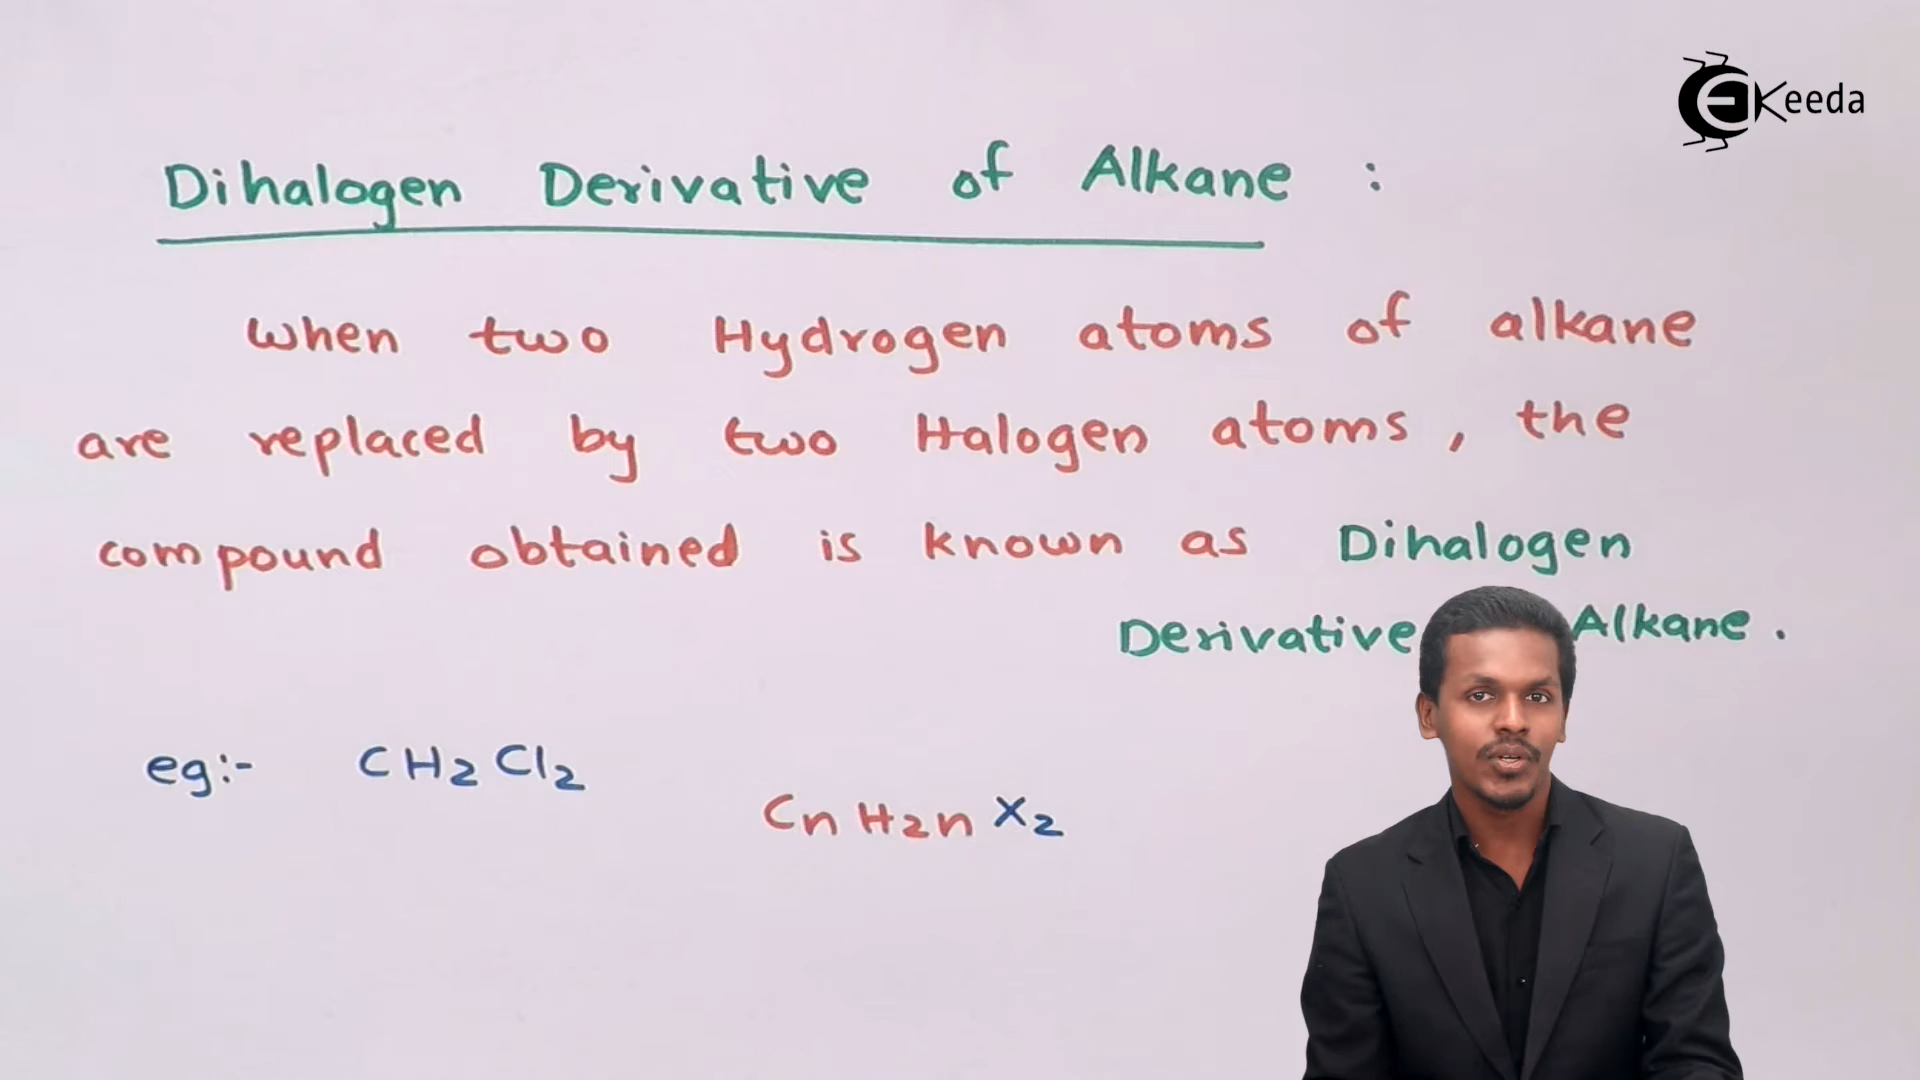 EKeeda
Dihalogen Derivative of Alkane :
When two Hydrogen atoms of alkane
are replaced by two Halogen atoms, the
compound obtained is known as Dihalogen
Derivative Alkane.
eg:- CH2Cl2
CnH2nX2